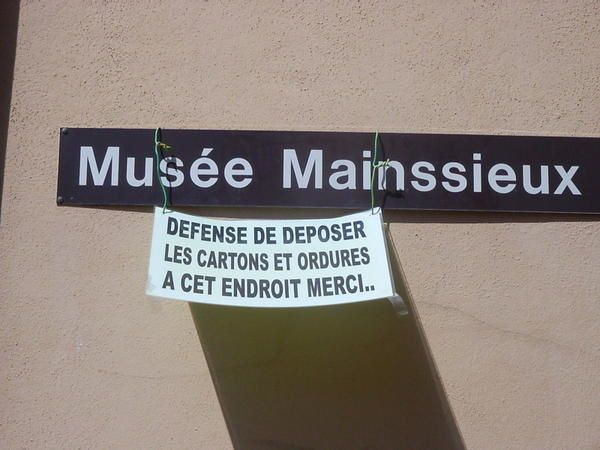 Musée Mainssieux
DEFENSE DE DEPOSER
LES CARTONS ET ORDURES
A CET ENDROIT MERCI..